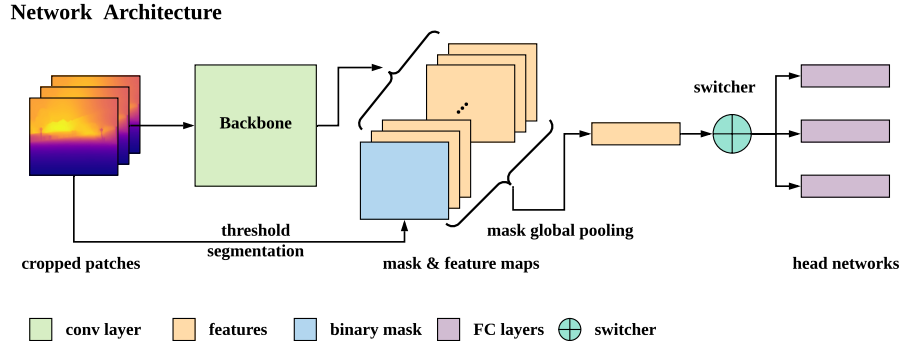 Network Architecture
Backbone
switcher
threshold
segmentation
mask global pooling
cropped patches
mask & feature maps
head networks
conv layer
features
binary mask
FC layers
switcher